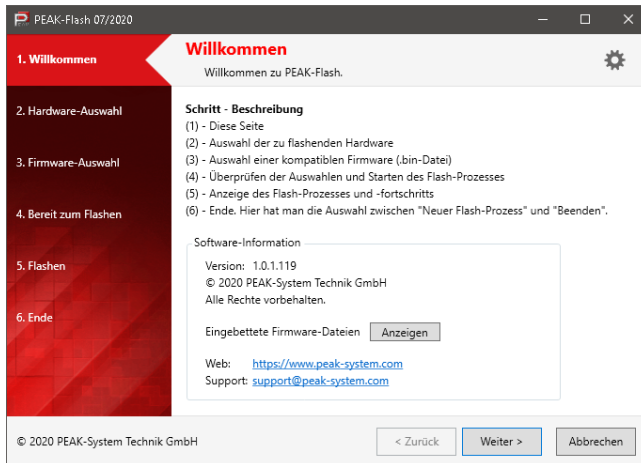 PEAK-Flash 07/2020
1. Willkommen
2. Hardware-Auswahl
3. Firmware-Auswahl
4. Bereit zum Flashen
5. Flashen
6. Ende
Willkommen
Willkommen zu PEAK-Flash.
Schritt - Beschreibung
(1) - Diese Seite
(2) - Auswahl der zu flashenden Hardware
(3) - Auswahl einer kompatiblen Firmware (.bin-Datei)
(4) - Überprüfen der Auswahlen und Starten des Flash-Prozesses
(5) - Anzeige des Flash-Prozesses und -fortschritts
(6) - Ende. Hier hat man die Auswahl zwischen "Neuer Flash-Prozess" und "Beenden".
Software-Information
Version: 1.0.1.119
© 2020 PEAK-System Technik GmbH
Alle Rechte vorbehalten.
Eingebettete Firmware-Dateien Anzeigen
Web: https://www.peak-system.com
Support: support@peak-system.com
© 2020 PEAK-System Technik GmbH
< Zurück Weiter > Abbrechen